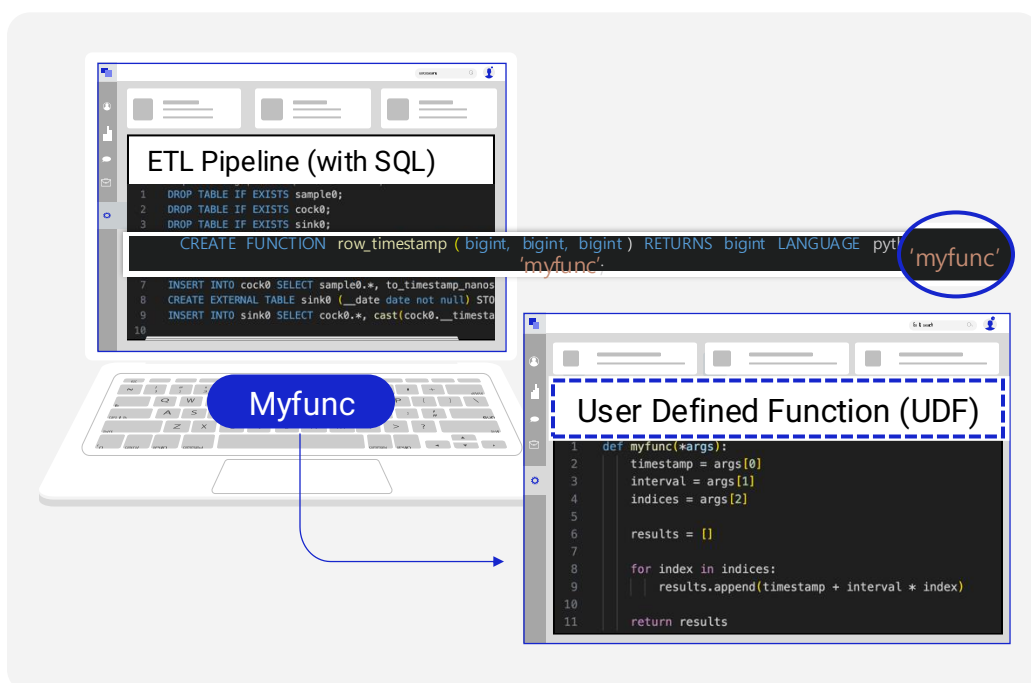 ETL Pipeline (with SQL)
1 DROP TABLE IF EXISTS sample0;
2 DROP TABLE IF EXISTS cock0;
3 DROP TABLE IF EXISTS sink0;
CREATE FUNCTION row_timestamp ( bigint, bigint, bigint ) RETURNS bigint LANGUAGE pyt
'myfunc';
'myfunc'
7 INSERT INTO cock0 SELECT sample0.*, to_timestamp_nanos
8 CREATE EXTERNAL TABLE sink0 (__date date not null) STO
9 INSERT INTO sink0 SELECT cock0.*, cast(cock0.__timesta
10
Myfunc
Q W P
A S
Z X
User Defined Function (UDF)
1 def myfunc(*args):
2 timestamp = args[0]
3 interval = args[1]
4 indices = args[2]
5
6 results = []
7
8 for index in indices:
9 results.append(timestamp + interval * index)
10
11 return results